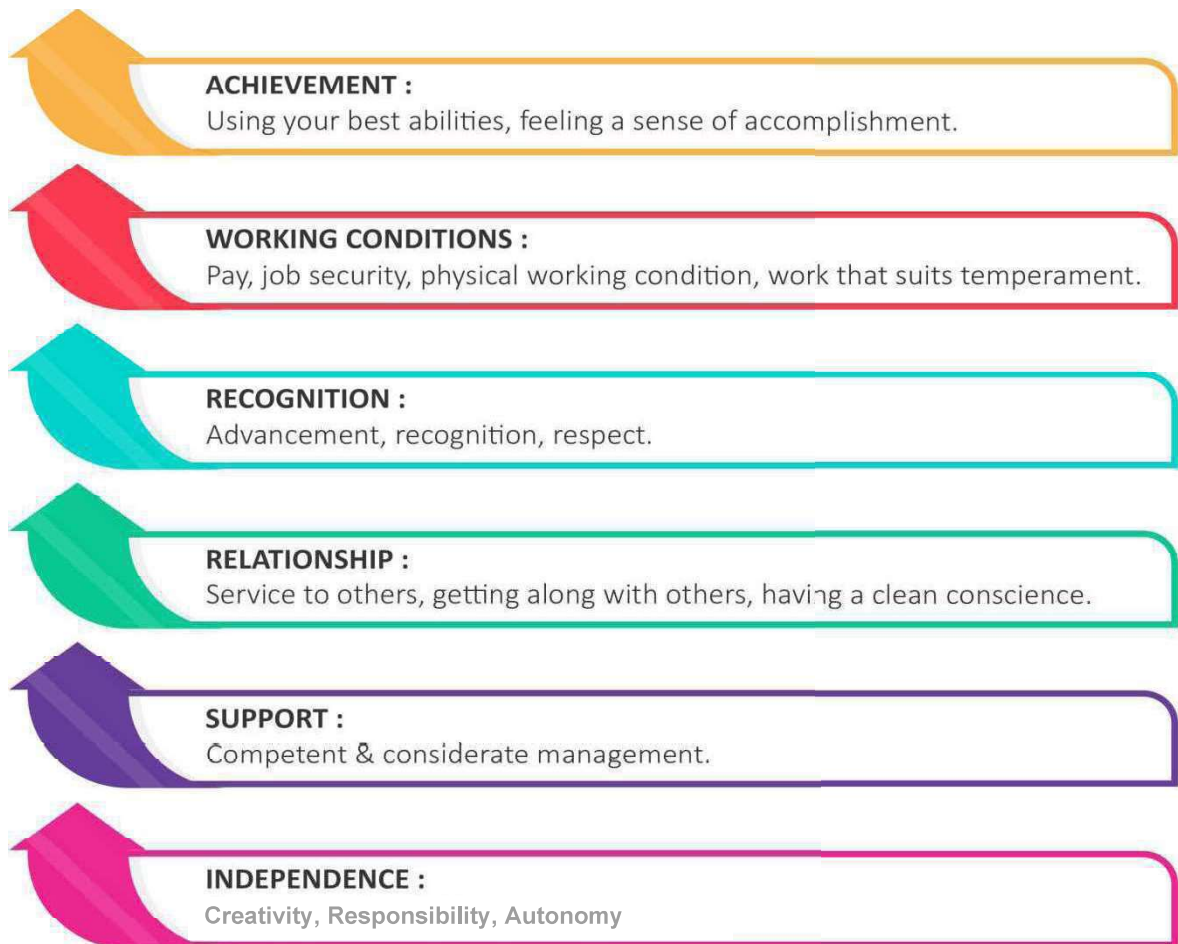 ACHIEVEMENT :
Using your best abilities, feeling a sense of accomplishment.
WORKING CONDITIONS :
Pay, job security, physical working condition, work that suits temperament.
RECOGNITION :
Advancement, recognition, respect.
RELATIONSHIP :
Service to others, getting along with others, having a clean conscience.
SUPPORT :
Competent & considerate management.
INDEPENDENCE :
Creativity, Responsibility, Autonomy